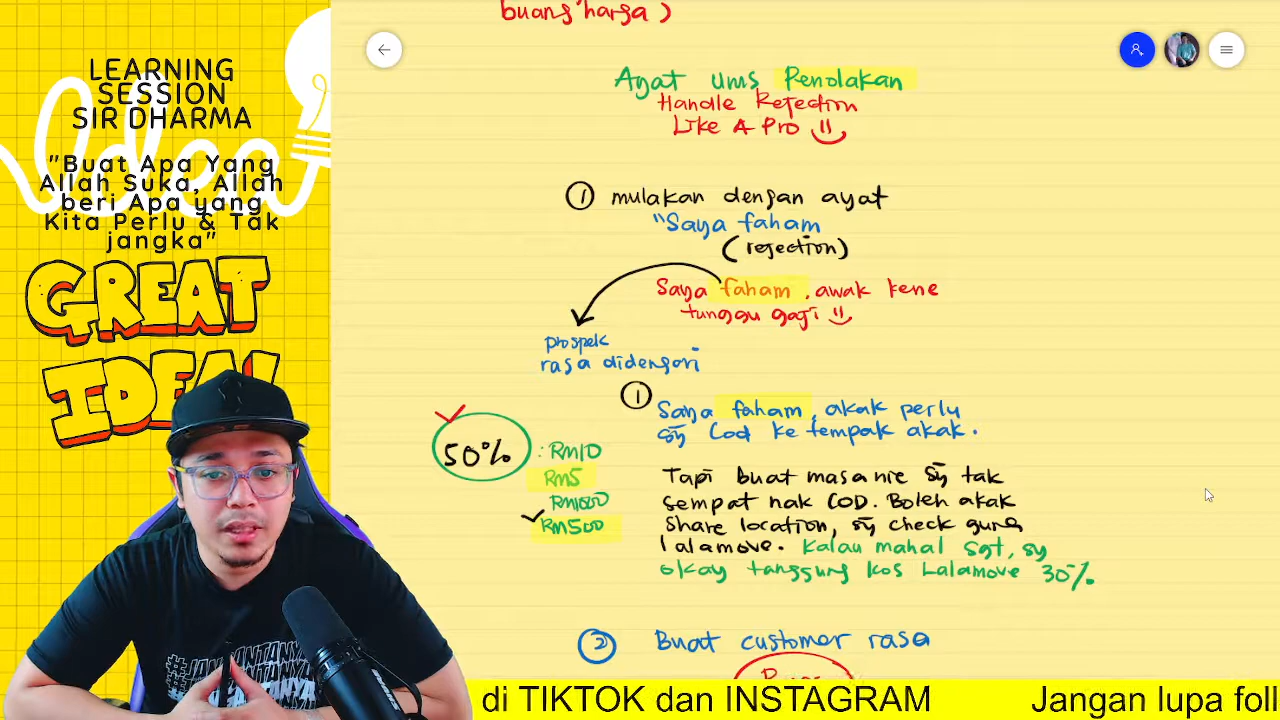 LEARNING
SESSION
SIR DHARMA
"Buat Apa Yang
Allah Suka, Allah
beri Apa yang
Kita Perlu & Tak
jangka"
GREAT
IDEA
buang harga)
Ayat ums Penolakan
Handle Rejection
Like A Pro
① mulakan dengan ayat
"Saya faham
(rejection)
Saya faham, awak kene
tunggu gaji
prospek
rasa didengari
①
Saya faham, akak perlu
sy Cod ke tempat akak.
50% : RM10
RM5
RM1000
RM500
Tapi buat masa nie sy tak
sempat nak COD. Boleh akak
Share location, sy check guna
lalamove. Kalau mahal sgt, sy
okay tanggung kos Lalamove 30%.
② Buat customer rasa
di TIKTOK dan INSTAGRAM Jangan lupa foll